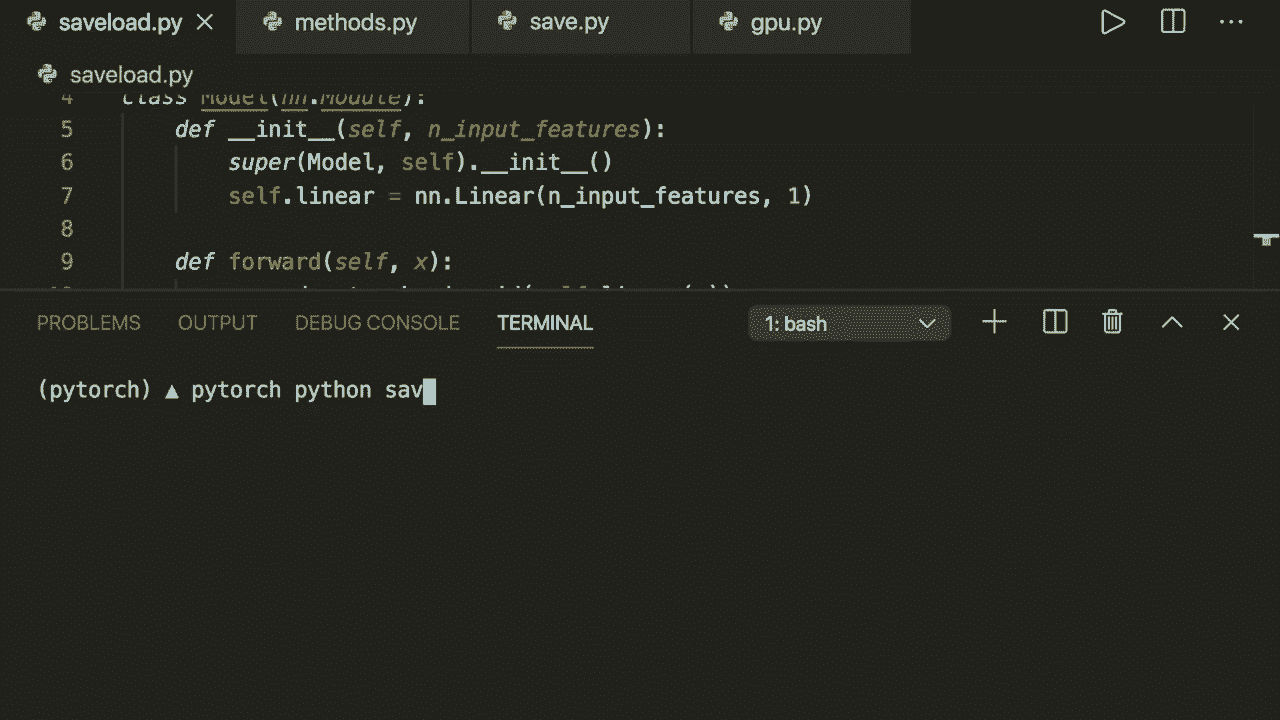 saveload.py methods.py save.py gpu.py
saveload.py
4 class Model(nn.Module):
5 def __init__(self, n_input_features):
6 super(Model, self).__init__()
7 self.linear = nn.Linear(n_input_features, 1)
8
9 def forward(self, x):
PROBLEMS OUTPUT DEBUG CONSOLE TERMINAL 1: bash
(pytorch) ▲ pytorch python sav